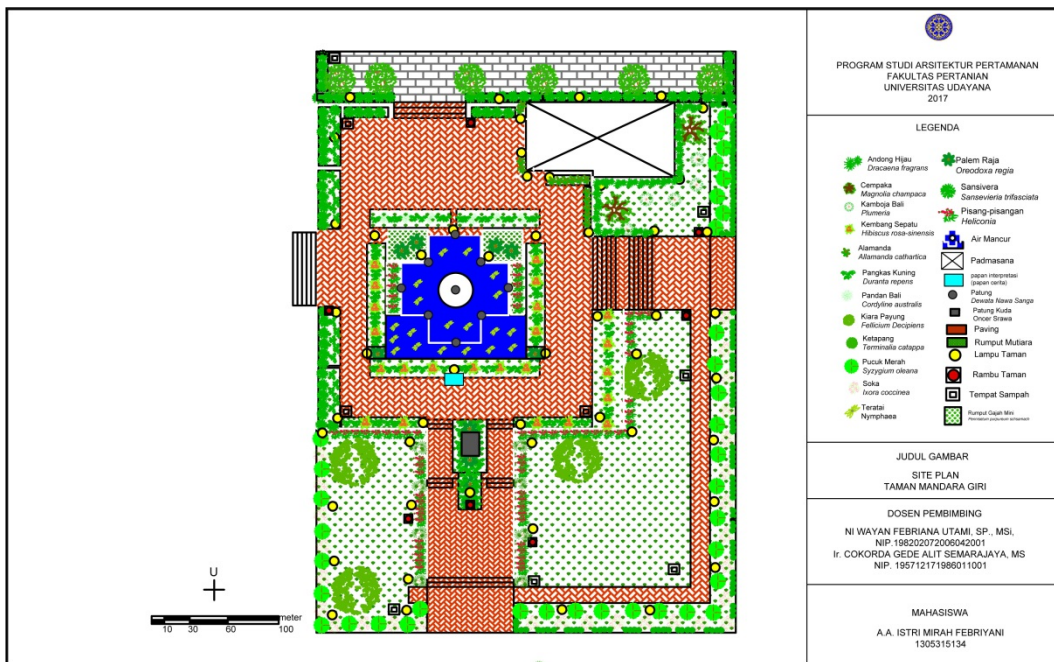 PROGRAM STUDI ARSITEKTUR PERTAMANAN
FAKULTAS PERTANIAN
UNIVERSITAS UDAYANA
2017
LEGENDA
Andong Hijau
Dracaena fragrans
Cempaka
Magnolia champaca
Kamboja Bali
Plumeria
Kembang Sepatu
Hibiscus rosa-sinensis
Alamanda
Allamanda cathartica
Pangkas Kuning
Duranta repens
Pandan Bali
Cordyline australis
Kiara Payung
Fellicium Decipiens
Ketapang
Terminalia catappa
Pucuk Merah
Syzygium oleana
Soka
Ixora coccinea
Teratai
Nymphaea
Palem Raja
Oreodoxa regia
Sansivera
Sansevieria trifasciata
Pisang-pisangan
Heliconia
Air Mancur
Padmasana
papan interpretasi
(papan cerita)
Patung
Dewata Nawa Sanga
Patung Kuda
Oncer Srawa
Paving
Rumput Mutiara
Lampu Taman
Rambu Taman
Tempat Sampah
Rumput Gajah Mini
JUDUL GAMBAR
SITE PLAN
TAMAN MANDARA GIRI
DOSEN PEMBIMBING
NI WAYAN FEBRIANA UTAMI, SP., MSi,
NIP.198202072006042001
Ir. COKORDA GEDE ALIT SEMARAJAYA, MS
NIP. 195712171986011001
MAHASISWA
A.A. ISTRI MIRAH FEBRIYANI
1305315134
U
meter
10 30 60 100